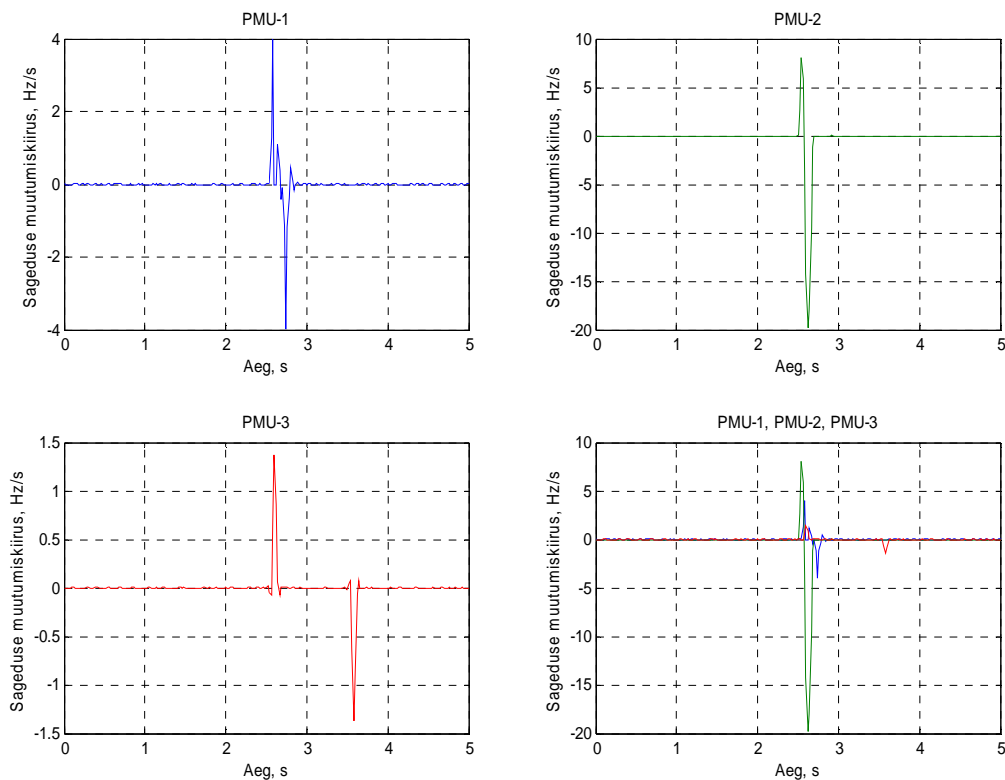 PMU-1
Sageduse muutumiskiirus, Hz/s
4
2
0
-2
-4
0 1 2 3 4 5
Aeg, s
PMU-2
Sageduse muutumiskiirus, Hz/s
10
5
0
-5
-10
-15
-20
0 1 2 3 4 5
Aeg, s
PMU-3
Sageduse muutumiskiirus, Hz/s
1.5
1
0.5
0
-0.5
-1
-1.5
0 1 2 3 4 5
Aeg, s
PMU-1, PMU-2, PMU-3
Sageduse muutumiskiirus, Hz/s
10
5
0
-5
-10
-15
-20
0 1 2 3 4 5
Aeg, s